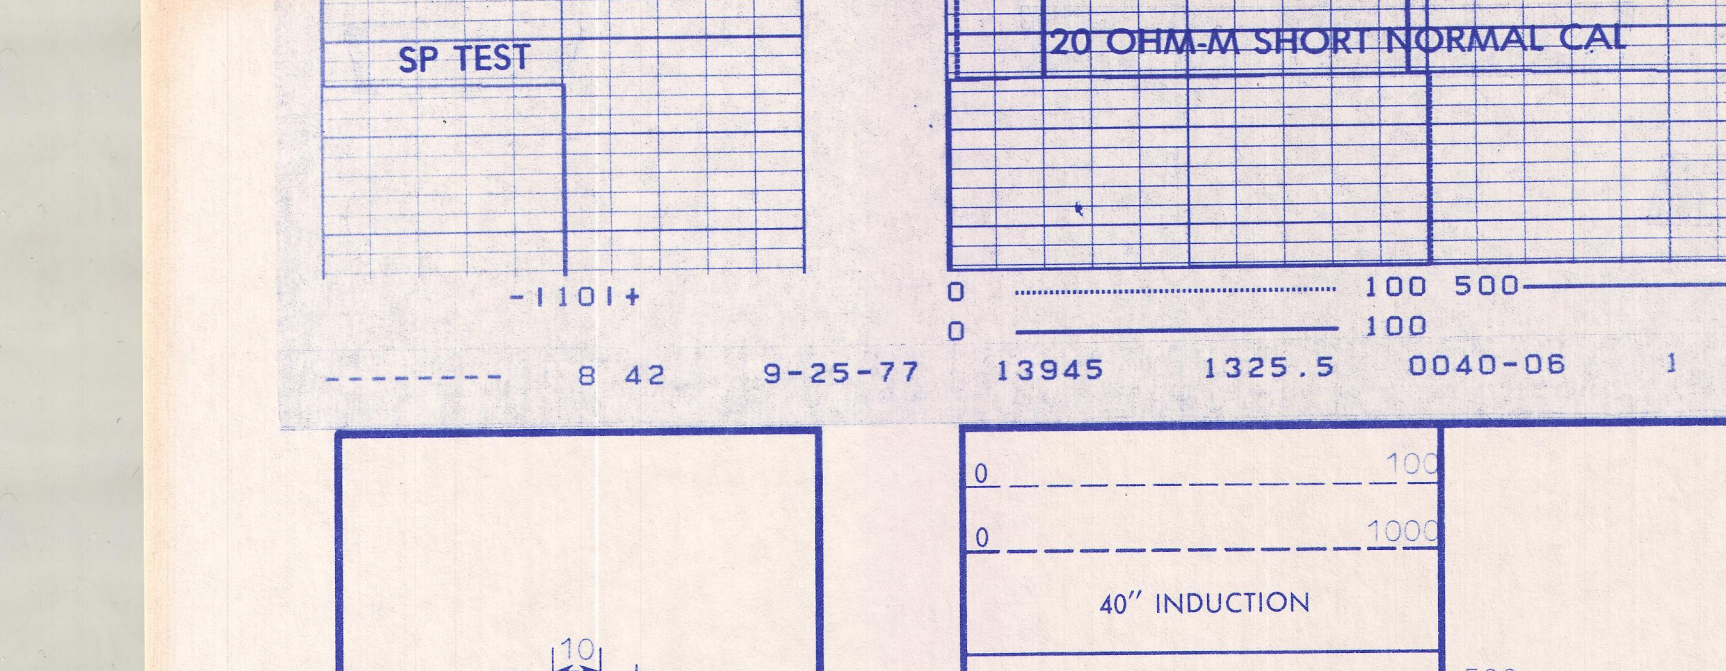 SP TEST
20 OHM-M SHORT NORMAL CAL
-|10|+
0 100 500
0 100
-------- 8 42 9-25-77 13945 1325.5 0040-06 1
0 100
0 1000
40" INDUCTION
10